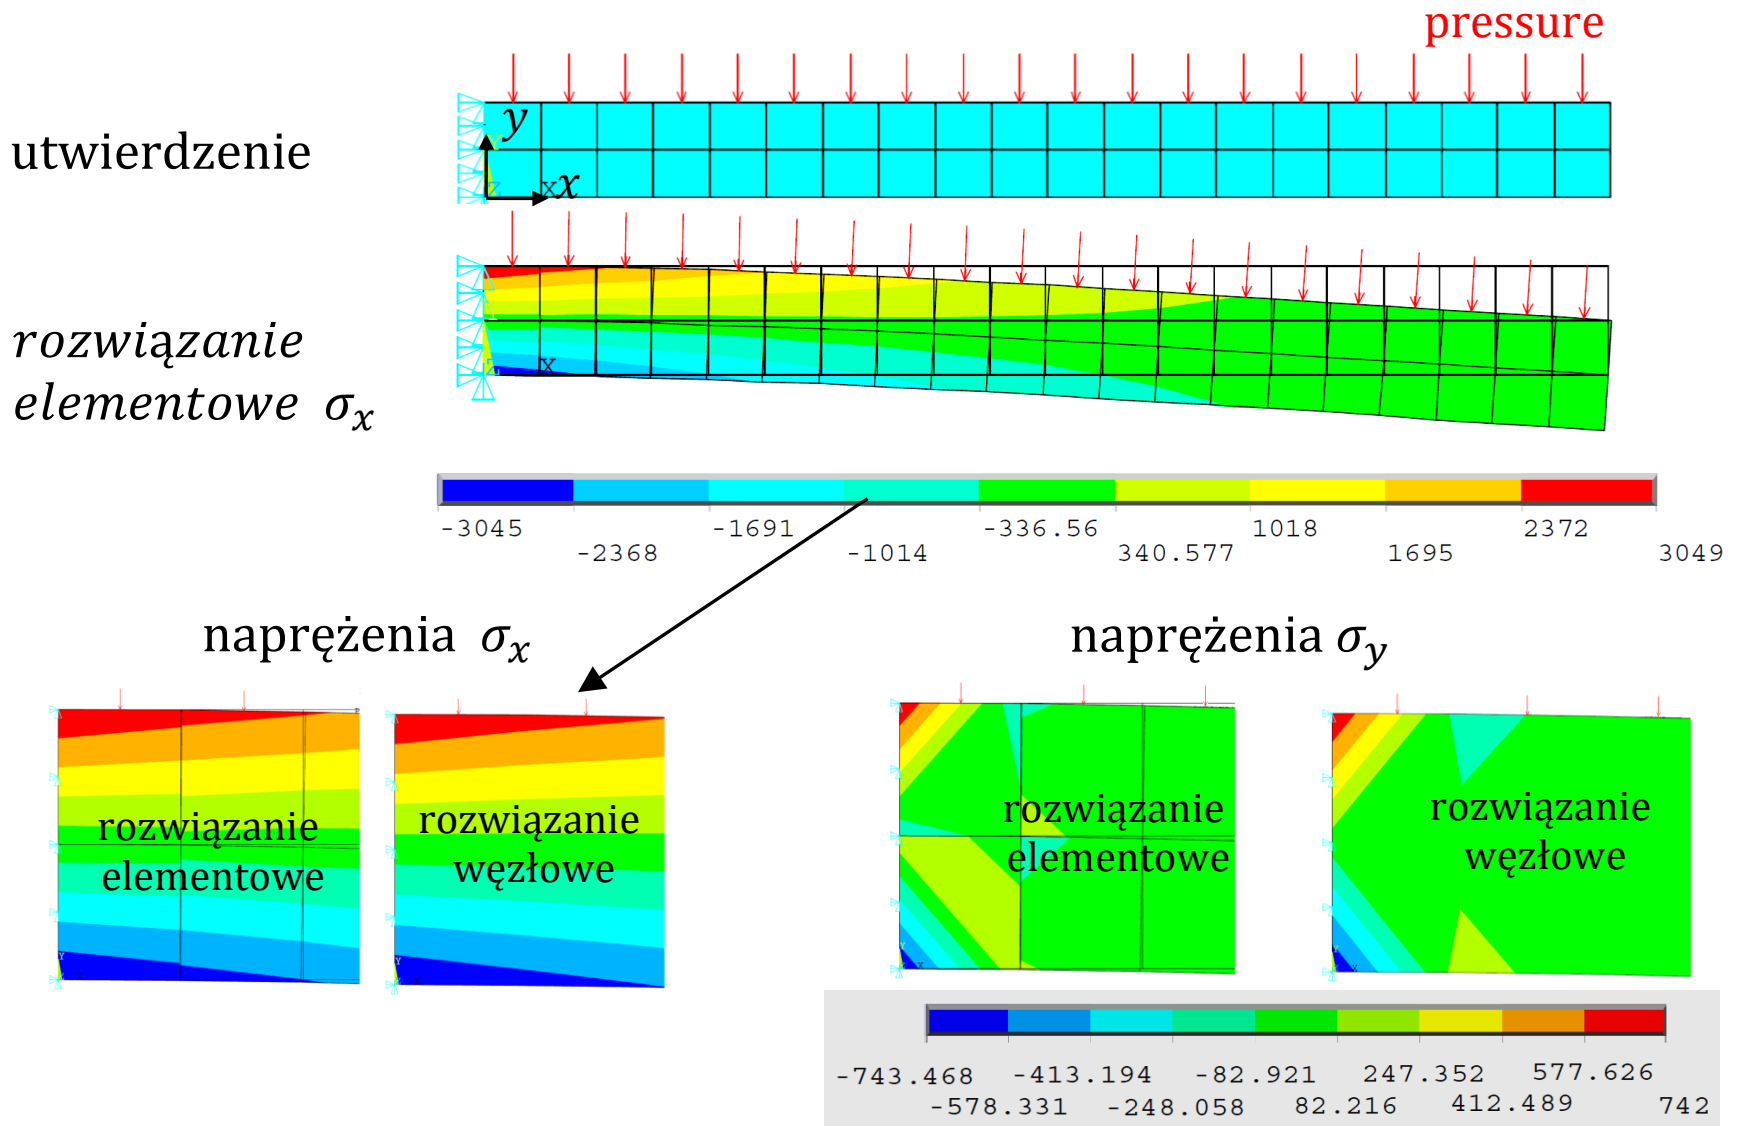 pressure
y
utwierdzenie
X x
rozwiązanie
elementowe σx
X
-3045 -1691 -336.56 1018 2372
-2368 -1014 340.577 1695 3049
naprężenia σx
naprężenia σy
rozwiązanie
elementowe
rozwiązanie
węzłowe
rozwiązanie
elementowe
rozwiązanie
węzłowe
-743.468 -413.194 -82.921 247.352 577.626
-578.331 -248.058 82.216 412.489 742